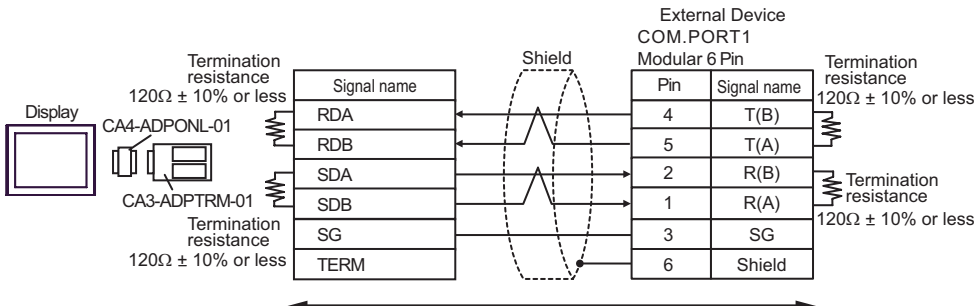 External Device
COM.PORT1
Modular 6 Pin
Shield
Termination
resistance
120Ω ± 10% or less
Termination
resistance
120Ω ± 10% or less
Display
CA4-ADPONL-01
CA3-ADPTRM-01
Signal name
RDA
RDB
SDA
SDB
SG
TERM
Pin Signal name
4 T(B)
5 T(A)
2 R(B)
1 R(A)
3 SG
6 Shield
Termination
resistance
120Ω ± 10% or less
Termination
resistance
120Ω ± 10% or less